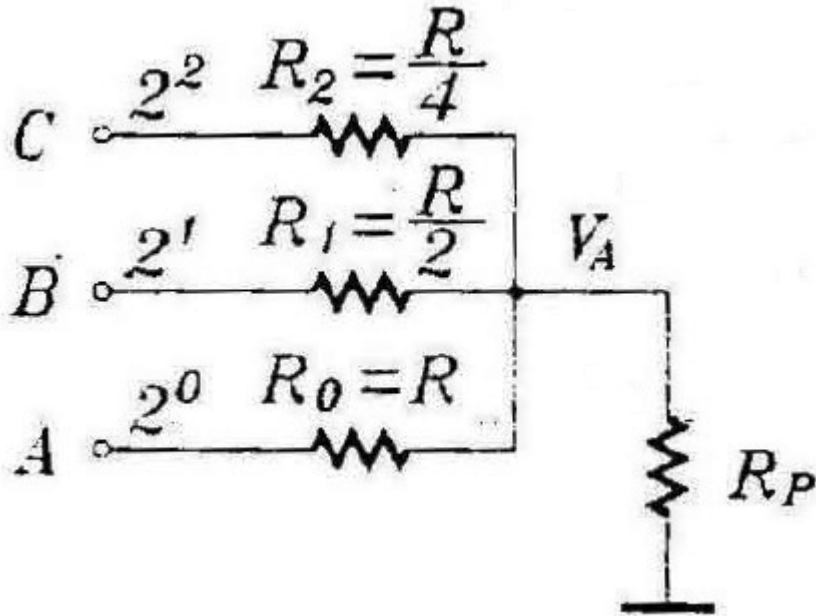 C 2² R₂ = R/4
B 2¹ R₁ = R/2 V_A
A 2⁰ R₀ = R
R_P